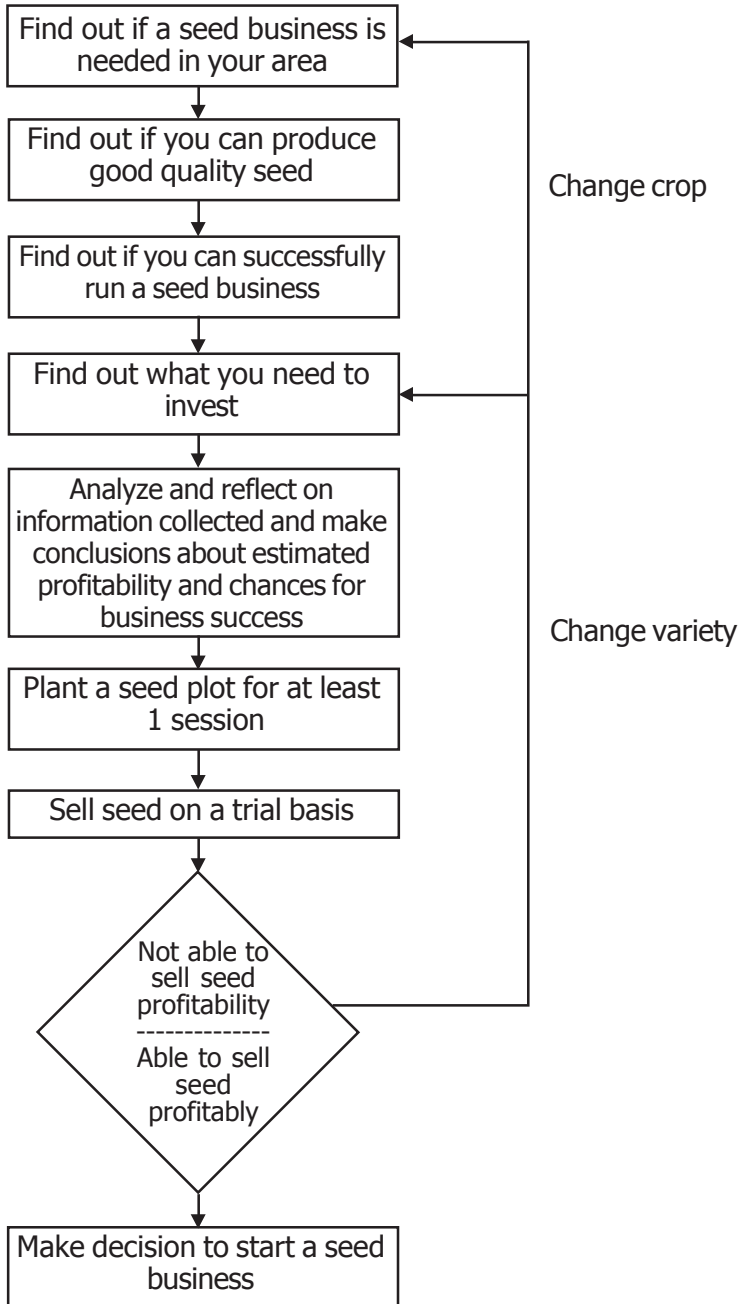 Find out if a seed business is
needed in your area
Find out if you can produce
good quality seed
Change crop
Find out if you can successfully
run a seed business
Find out what you need to
invest
Analyze and reflect on
information collected and make
conclusions about estimated
profitability and chances for
business success
Change variety
Plant a seed plot for at least
1 session
Sell seed on a trial basis
Not able to
sell seed
profitability
--------------
Able to sell
seed
profitably
Make decision to start a seed
business